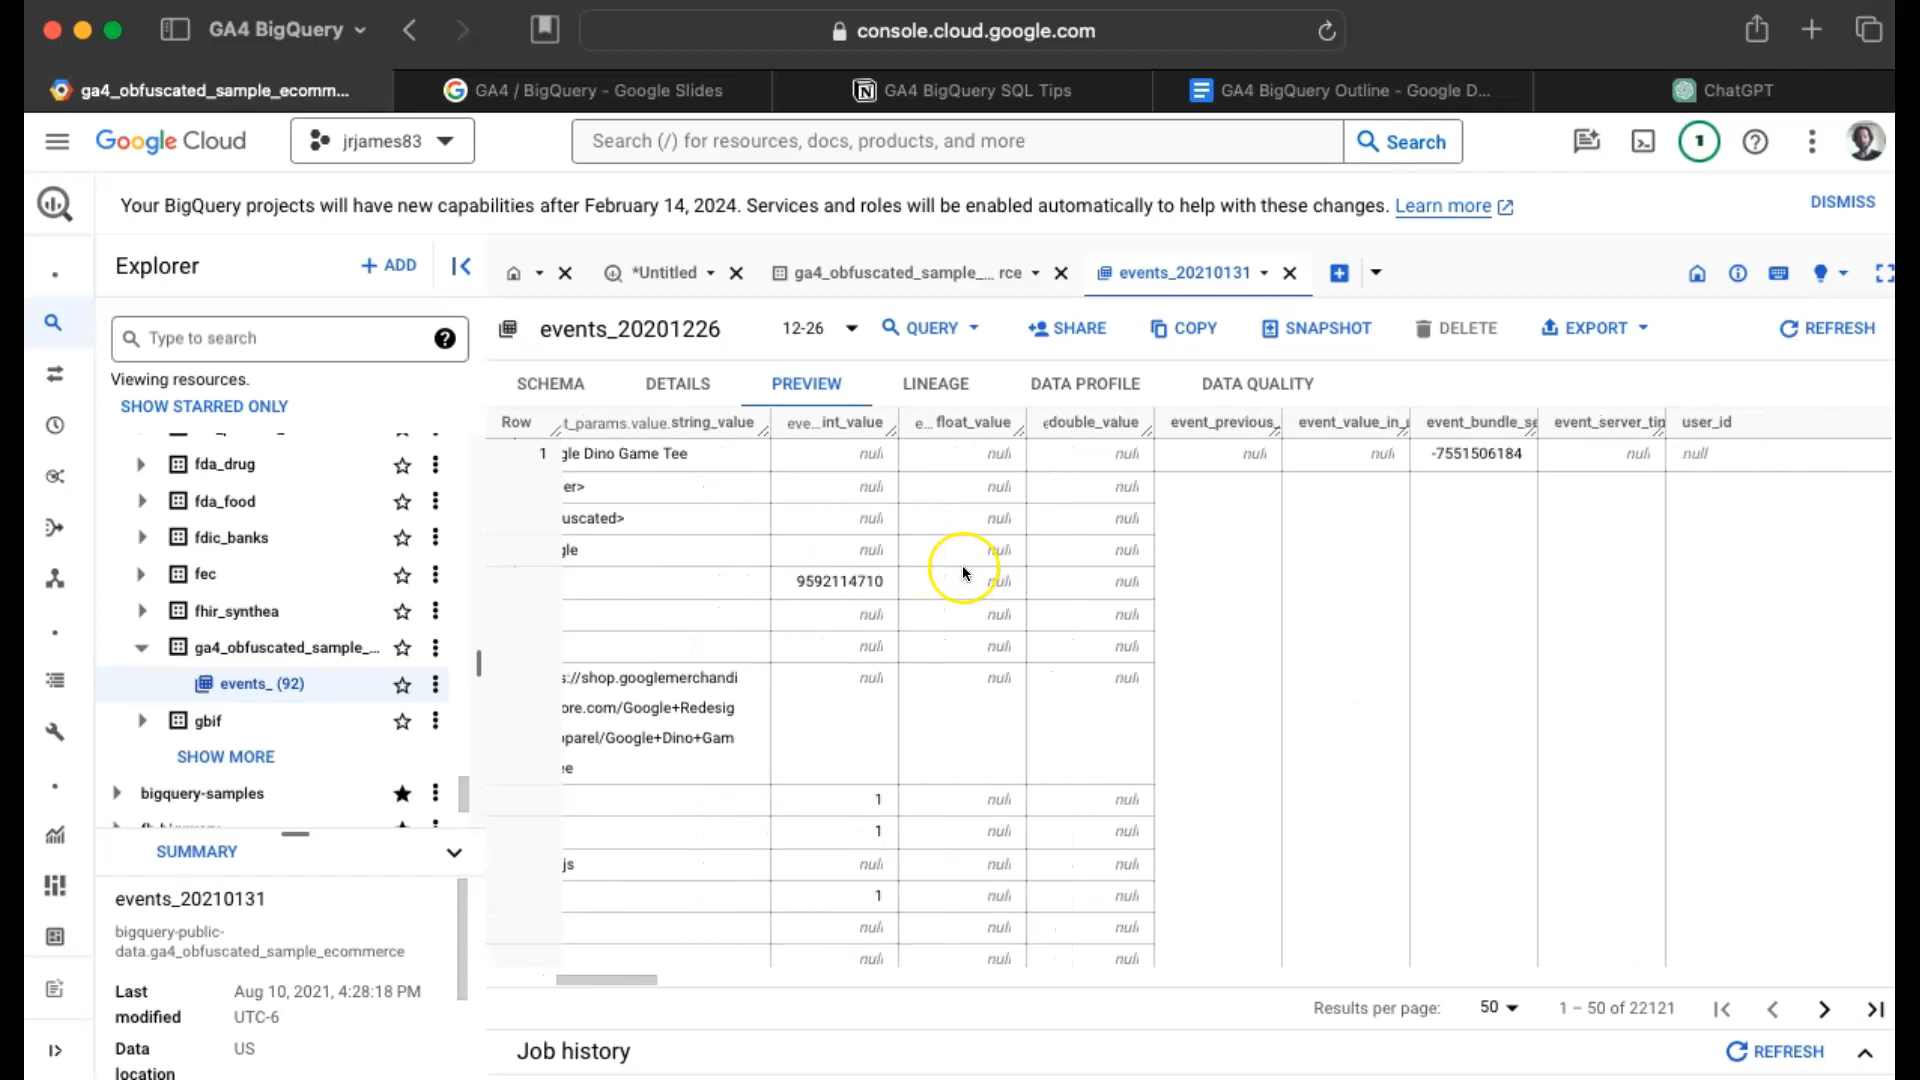 GA4 BigQuery
console.cloud.google.com
ga4_obfuscated_sample_ecomm...
GA4 / BigQuery - Google Slides
GA4 BigQuery SQL Tips
GA4 BigQuery Outline - Google D...
ChatGPT
Google Cloud
jrjames83
Search (/) for resources, docs, products, and more
Search
1
Your BigQuery projects will have new capabilities after February 14, 2024. Services and roles will be enabled automatically to help with these changes. Learn more
DISMISS
Explorer
+ ADD
*Untitled
ga4_obfuscated_sample_... rce
events_20210131
Type to search
Viewing resources.
SHOW STARRED ONLY
fda_drug
fda_food
fdic_banks
fec
fhir_synthea
ga4_obfuscated_sample_...
events_ (92)
gbif
SHOW MORE
bigquery-samples
SUMMARY
events_20210131
bigquery-public-
data.ga4_obfuscated_sample_ecommerce
Last modified
Aug 10, 2021, 4:28:18 PM UTC-6
Data location
US
events_20201226
12-26
QUERY
SHARE
COPY
SNAPSHOT
DELETE
EXPORT
REFRESH
SCHEMA
DETAILS
PREVIEW
LINEAGE
DATA PROFILE
DATA QUALITY
Row t_params.value.string_value eve...int_value e...float_value double_value event_previous_ event_value_in_ event_bundle_se event_server_tin user_id
1 gle Dino Game Tee null null null null null -7551506184 null null
er> null null null
uscated> null null null
gle null null null
9592114710 null null
null null null
null null null
s://shop.googlemerchandi null null null
ore.com/Google+Redesig
parel/Google+Dino+Gam
ee
1 null null
1 null null
js null null null
1 null null
null null null
null null null
Results per page: 50 1 – 50 of 22121
Job history
REFRESH